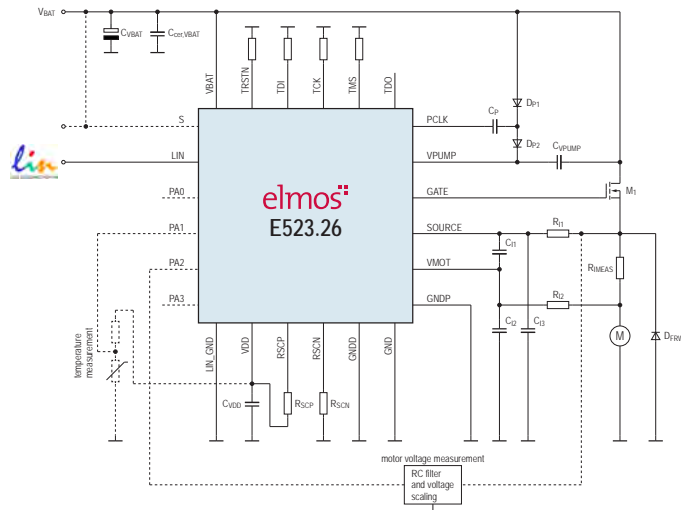 VBAT
CVBAT
Ccer,VBAT
VBAT
TRSTN
TDI
TCK
TMS
TDO
S
LIN
PA0
PA1
PA2
PA3
PCLK
VPUMP
GATE
SOURCE
VMOT
GNDP
lin
elmos
E523.26
CP
DP1
DP2
CVPUMP
M1
RI1
CI1
RIMEAS
RI2
CI2
CI3
M
DFRW
temperature
measurement
LIN_GND
VDD
RSCP
RSCN
GNDD
GND
CVDD
RSCP
RSCN
motor voltage measurement
RC filter
and voltage
scaling